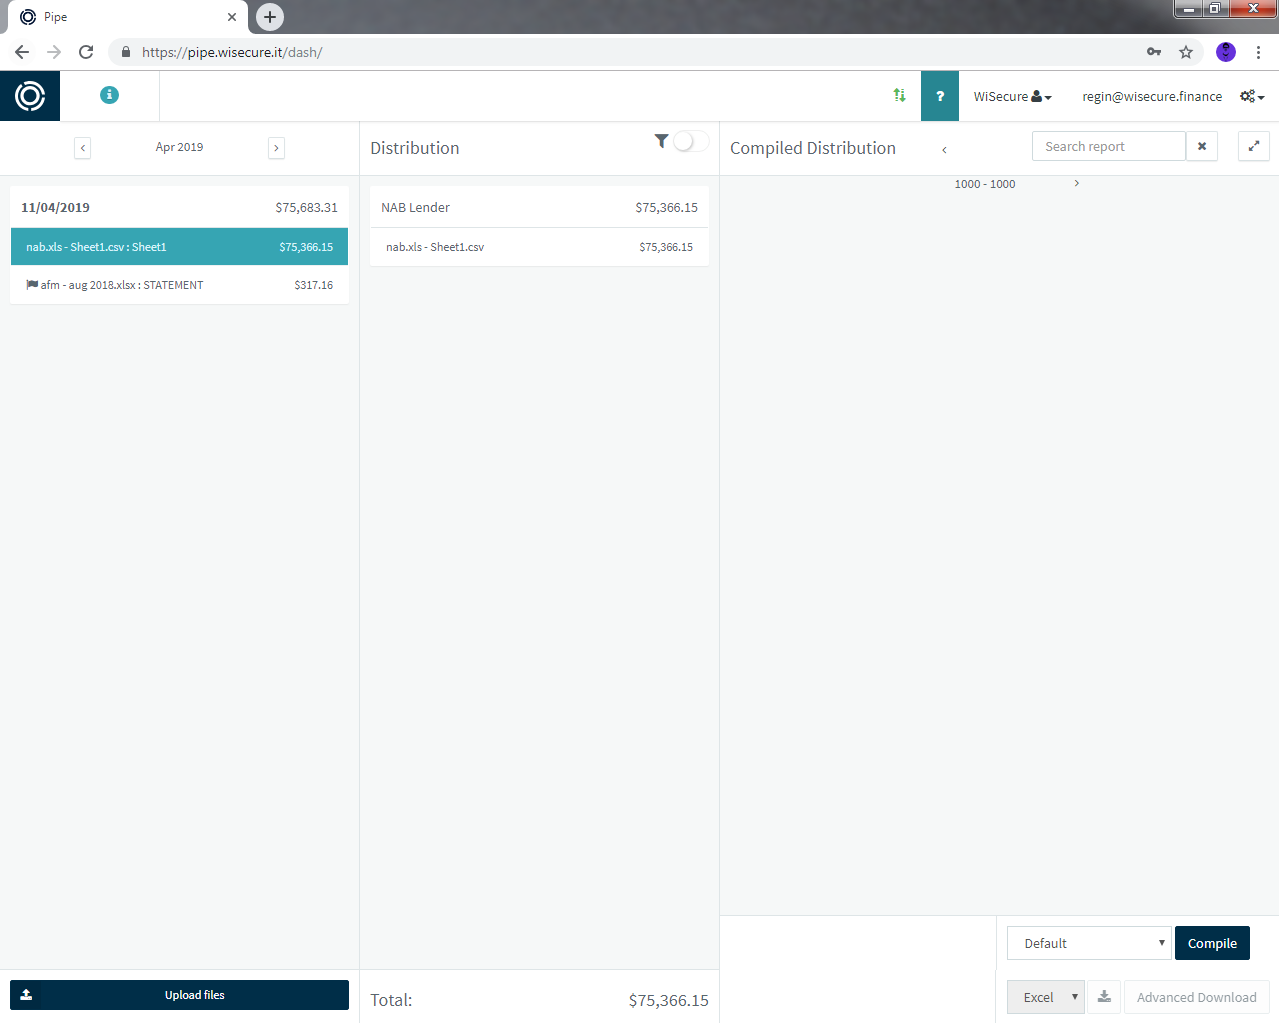 Pipe
https://pipe.wisecure.it/dash/
WiSecure
regin@wisecure.finance
Apr 2019
Distribution
Compiled Distribution
Search report
1000 - 1000
11/04/2019 $75,683.31
nab.xls - Sheet1.csv : Sheet1 $75,366.15
afm - aug 2018.xlsx : STATEMENT $317.16
NAB Lender $75,366.15
nab.xls - Sheet1.csv $75,366.15
Default
Compile
Upload files
Total: $75,366.15
Excel
Advanced Download